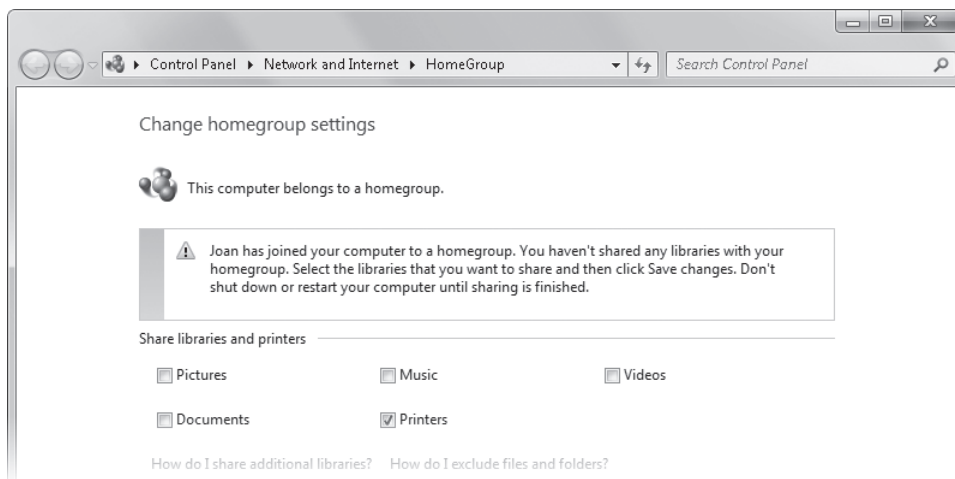 Control Panel ▸ Network and Internet ▸ HomeGroup
Search Control Panel
Change homegroup settings
This computer belongs to a homegroup.
Joan has joined your computer to a homegroup. You haven't shared any libraries with your
homegroup. Select the libraries that you want to share and then click Save changes. Don't
shut down or restart your computer until sharing is finished.
Share libraries and printers
Pictures Music Videos
Documents Printers
How do I share additional libraries? How do I exclude files and folders?